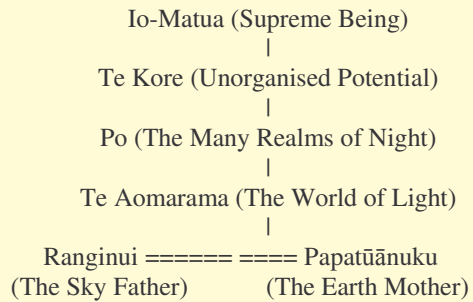 Io-Matua (Supreme Being)
|
Te Kore (Unorganised Potential)
|
Po (The Many Realms of Night)
|
Te Aomarama (The World of Light)
|
Ranginui ====== ==== Papatūānuku
(The Sky Father) (The Earth Mother)